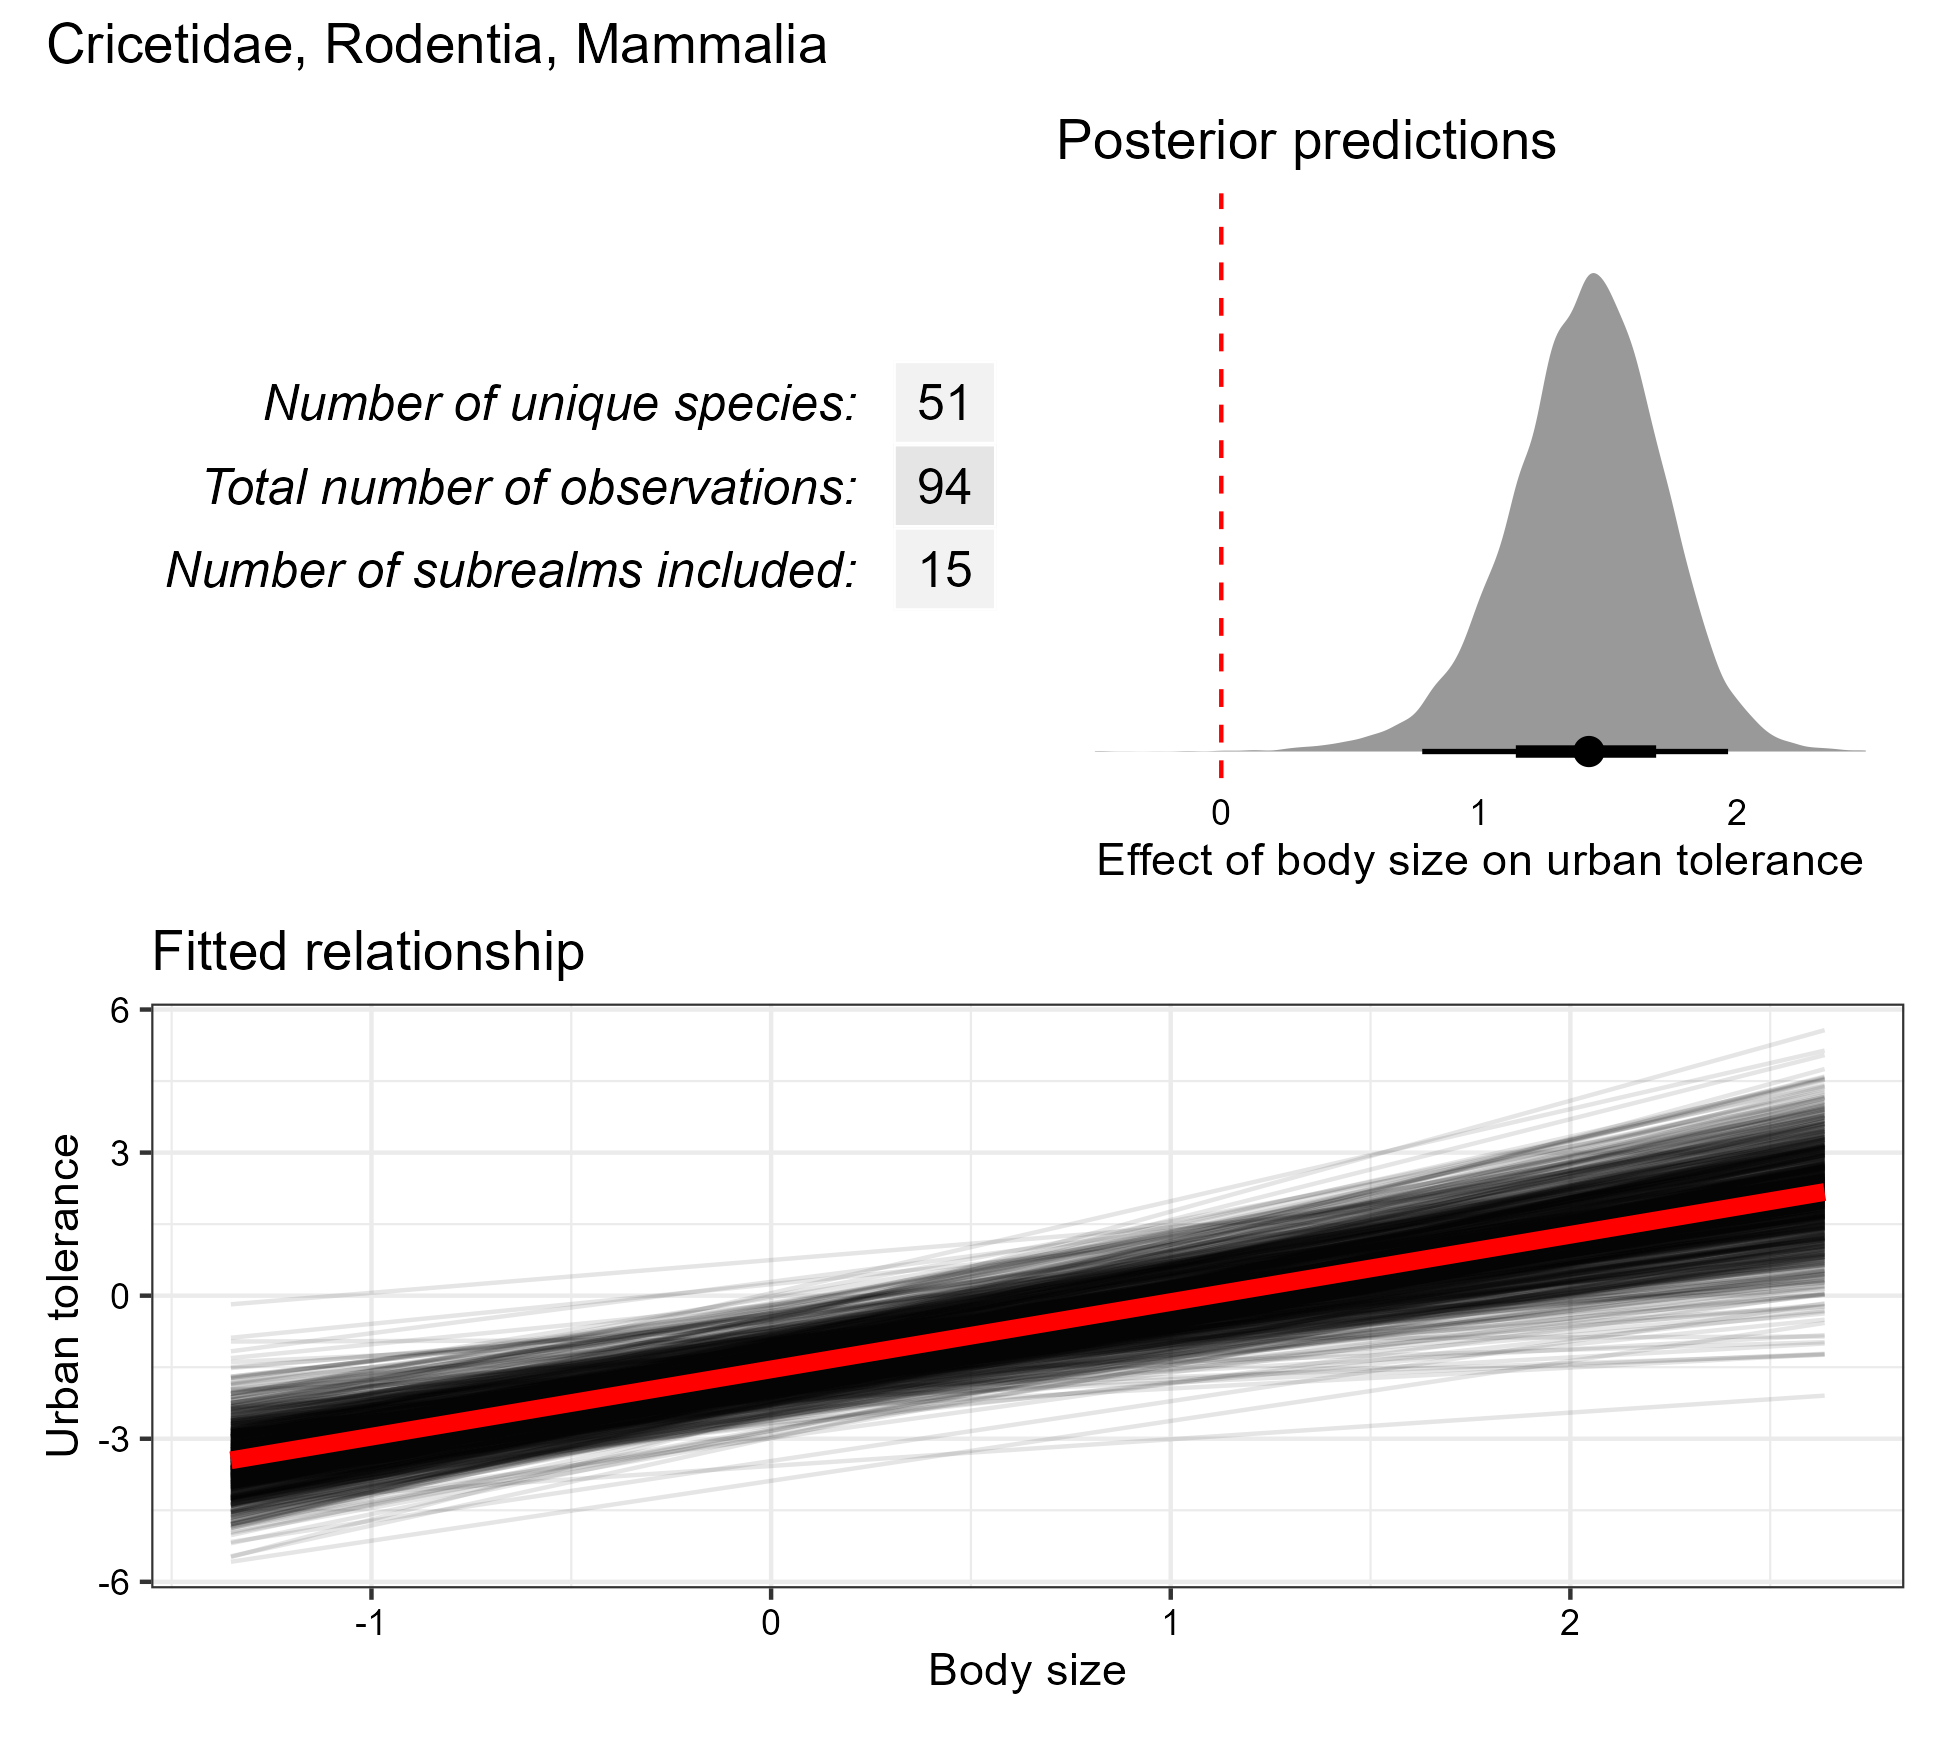 Cricetidae, Rodentia, Mammalia
Posterior predictions
Number of unique species: 51
Total number of observations: 94
Number of subrealms included: 15
0 1 2
Effect of body size on urban tolerance
Fitted relationship
6
3
0
-3
-6
Urban tolerance
-1 0 1 2
Body size